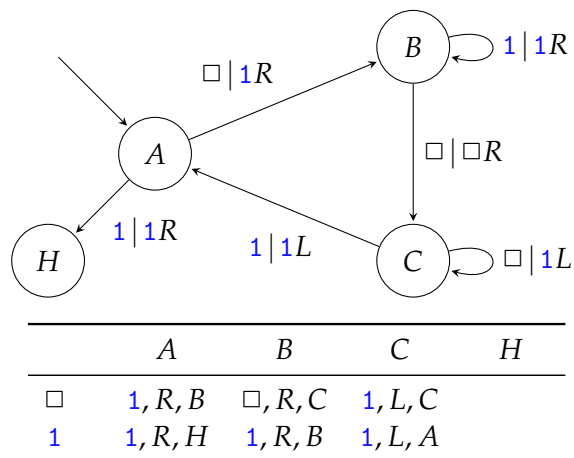 B
1 | 1R
□ | 1R
A
□ | □R
1 | 1R
1 | 1L
H
C
□ | 1L
A B C H
□ 1, R, B □, R, C 1, L, C
1 1, R, H 1, R, B 1, L, A